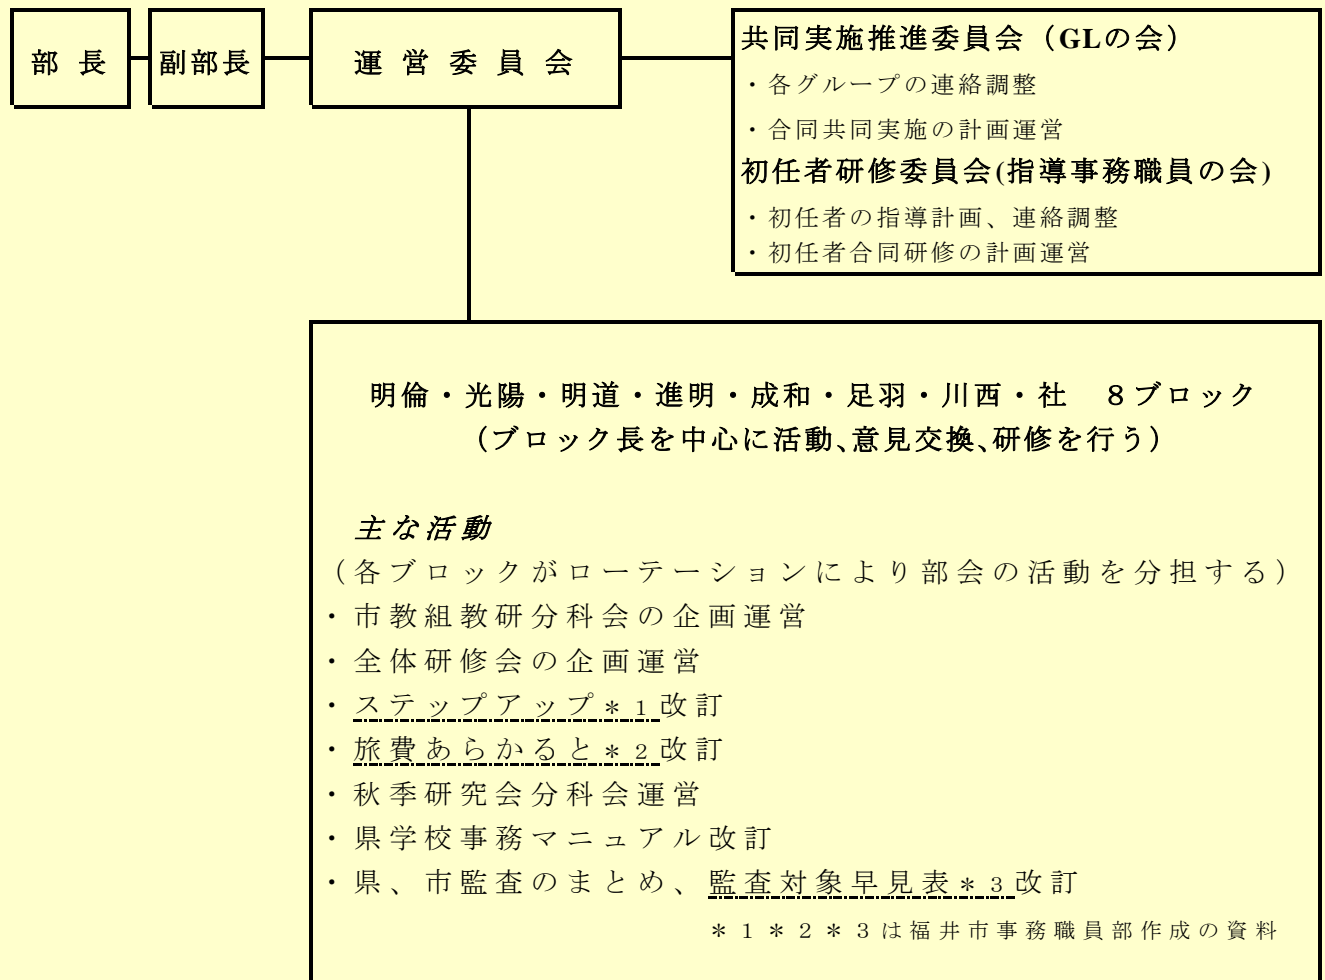 部長
副部長
運営委員会
共同実施推進委員会（GLの会）
・各グループの連絡調整
・合同共同実施の計画運営
初任者研修委員会(指導事務職員の会)
・初任者の指導計画、連絡調整
・初任者合同研修の計画運営
明倫・光陽・明道・進明・成和・足羽・川西・社　８ブロック
（ブロック長を中心に活動、意見交換、研修を行う）
主な活動
（各ブロックがローテーションにより部会の活動を分担する）
・市教組教研分科会の企画運営
・全体研修会の企画運営
・ステップアップ＊1改訂
・旅費あらかると＊2改訂
・秋季研究会分科会運営
・県学校事務マニュアル改訂
・県、市監査のまとめ、監査対象早見表＊3改訂
＊１＊２＊３は福井市事務職員部作成の資料